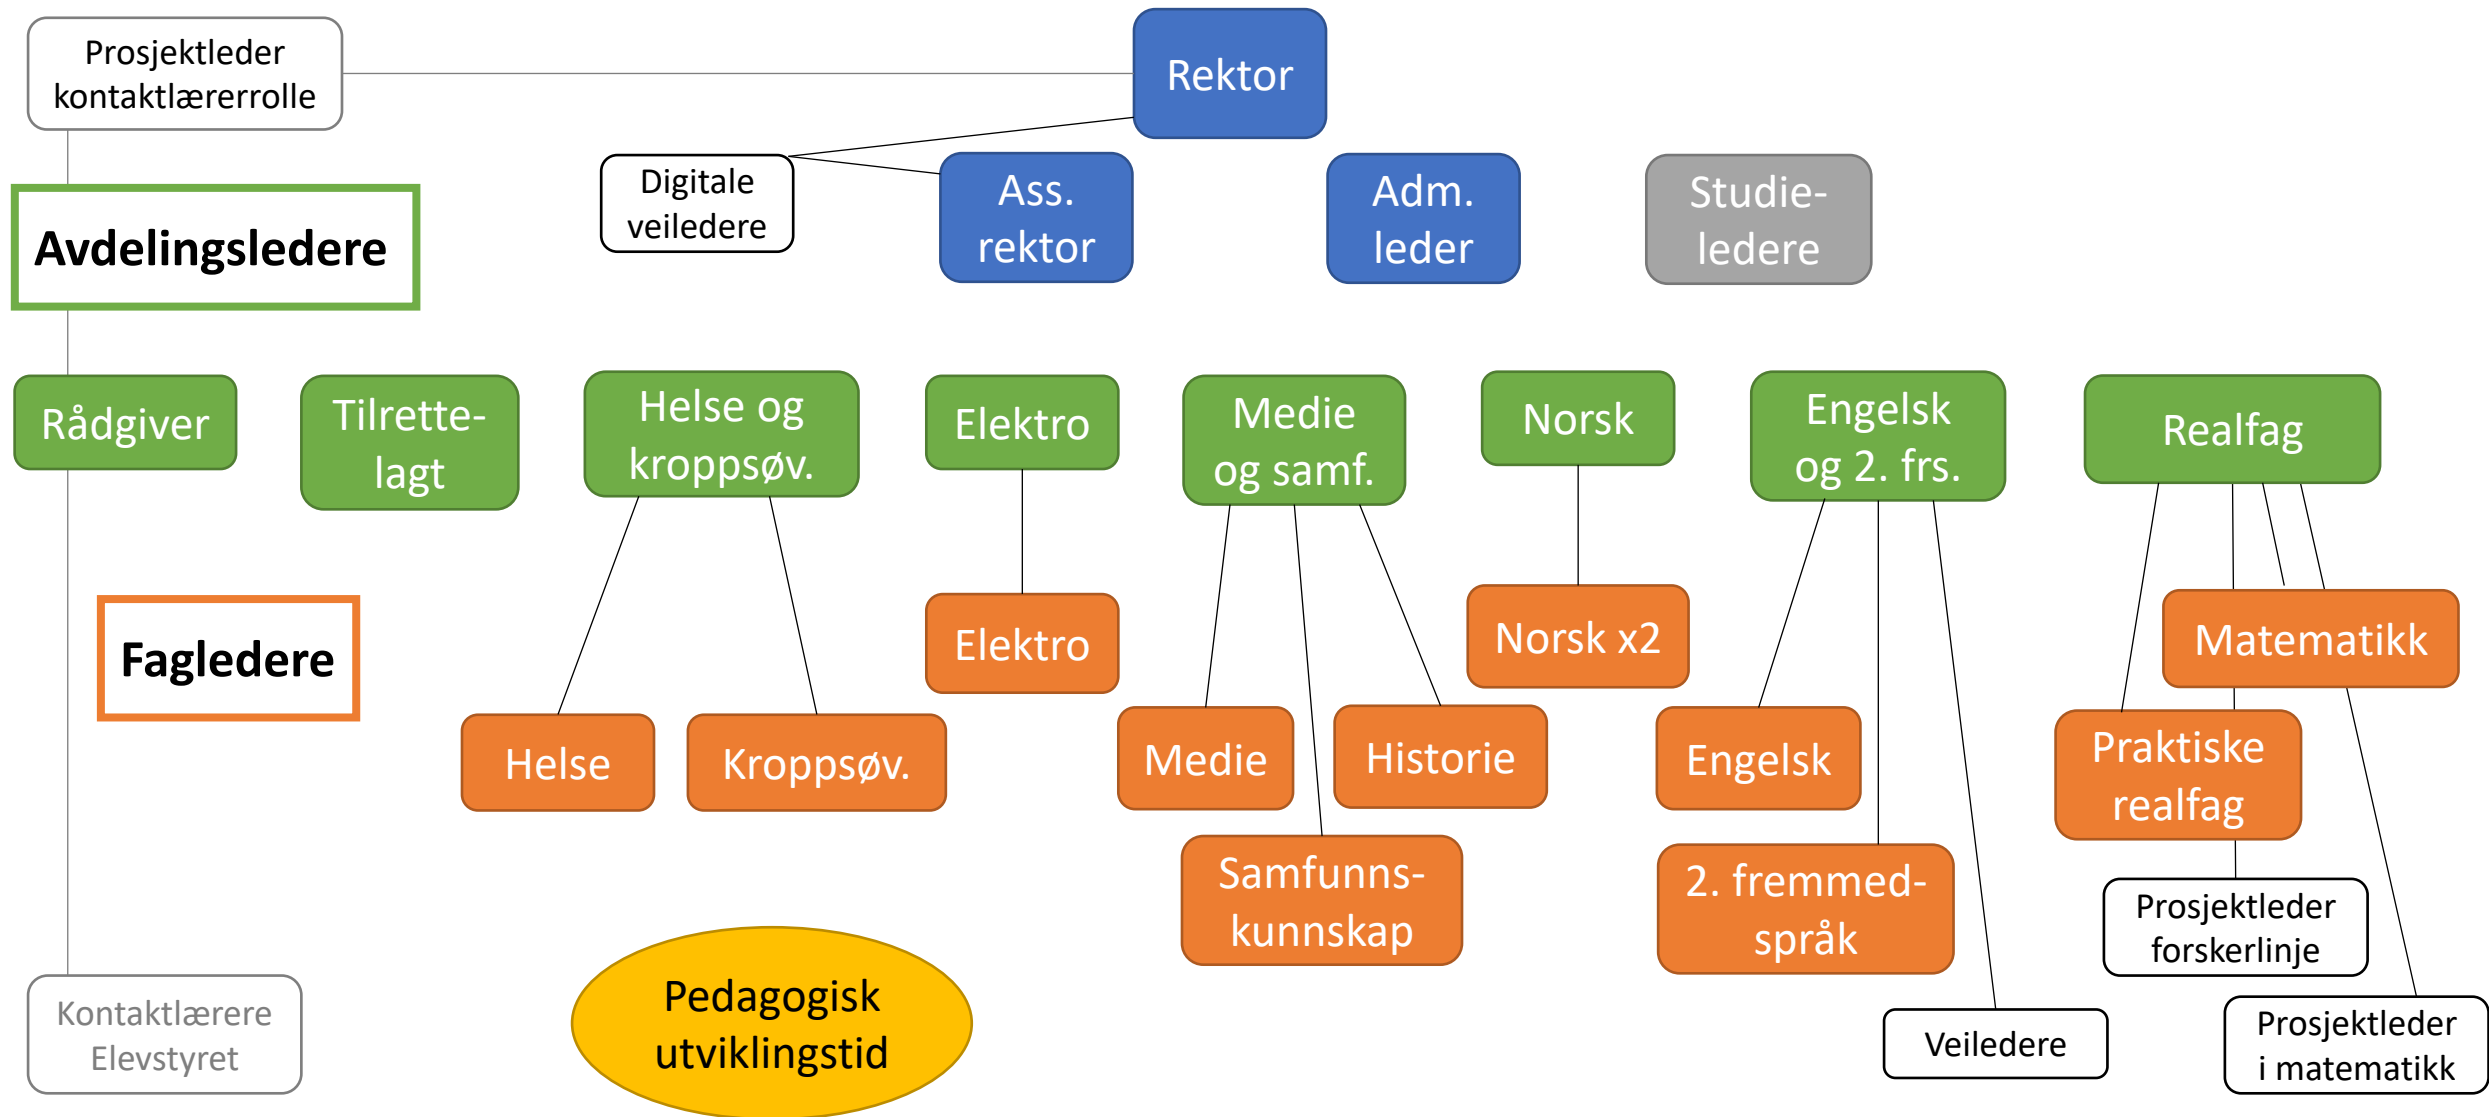 Prosjektleder
kontaktlærerrolle
Rektor
Digitale
veiledere
Ass.
rektor
Adm.
leder
Studie-
ledere
Avdelingsledere
Rådgiver
Tilrette-
lagt
Helse og
kroppsøv.
Elektro
Medie
og samf.
Norsk
Engelsk
og 2. frs.
Realfag
Fagledere
Elektro
Norsk x2
Matematikk
Helse
Kroppsøv.
Medie
Historie
Engelsk
Praktiske
realfag
Samfunns-
kunnskap
2. fremmed-
språk
Prosjektleder
forskerlinje
Kontaktlærere
Elevstyret
Pedagogisk
utviklingstid
Veiledere
Prosjektleder
i matematikk